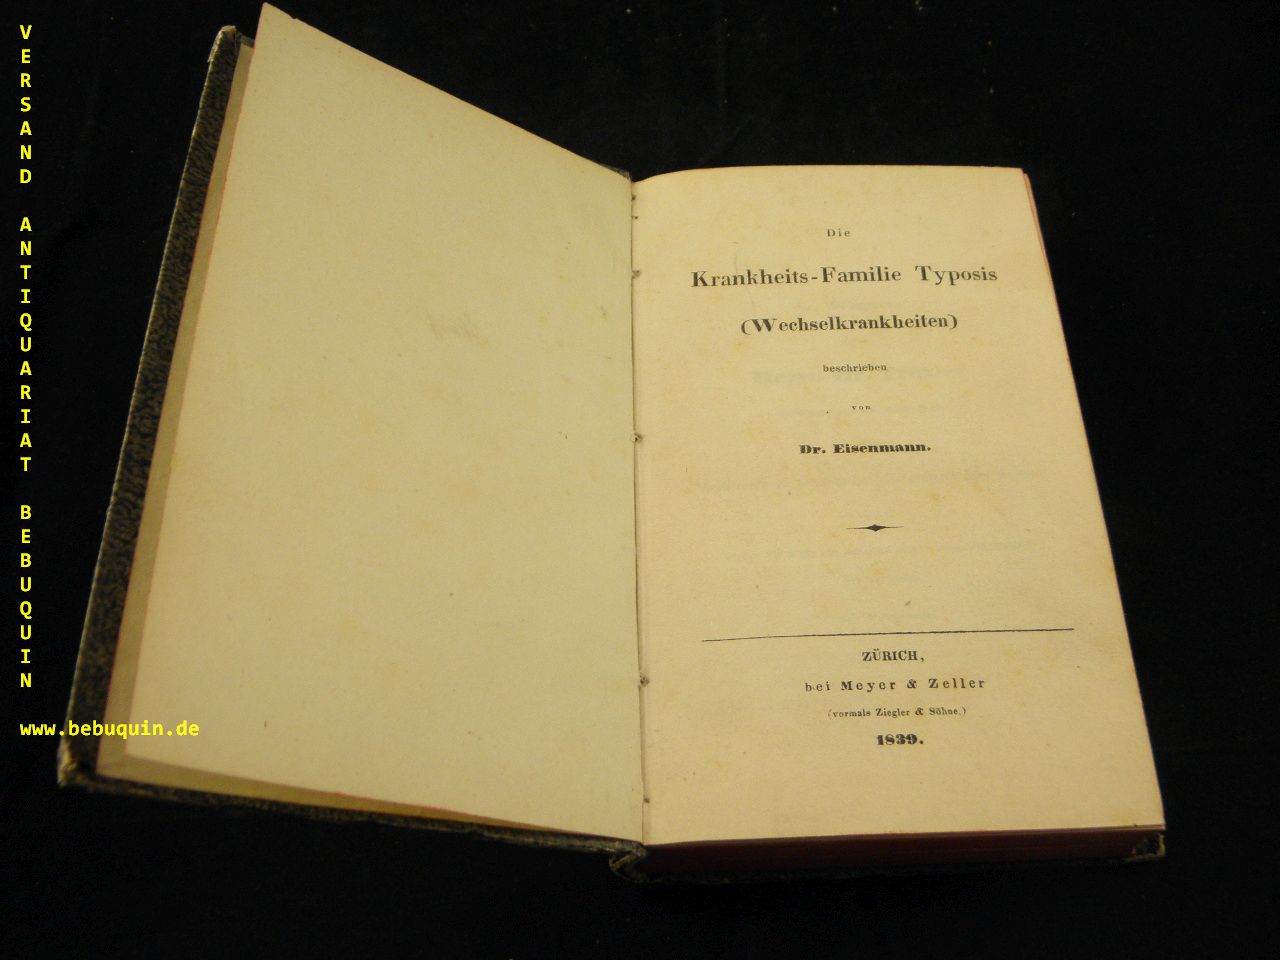 VERSAND ANTIQUARIAT BEBUQUIN
www.bebuquin.de
Die
Krankheits-Familie Typosis
(Wechselkrankheiten)
beschrieben
von
Dr. Eisenmann.
ZÜRICH,
bei Meyer & Zeller
(vormals Ziegler & Söhne.)
1839.